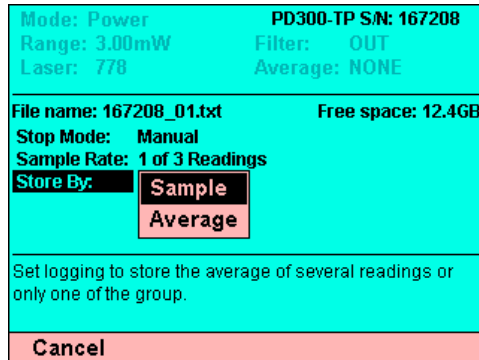 Mode: Power PD300-TP S/N: 167208
Range: 3.00mW Filter: OUT
Laser: 778 Average: NONE
File name: 167208_01.txt Free space: 12.4GB
Stop Mode: Manual
Sample Rate: 1 of 3 Readings
Store By: Sample
Average
Set logging to store the average of several readings or
only one of the group.
Cancel